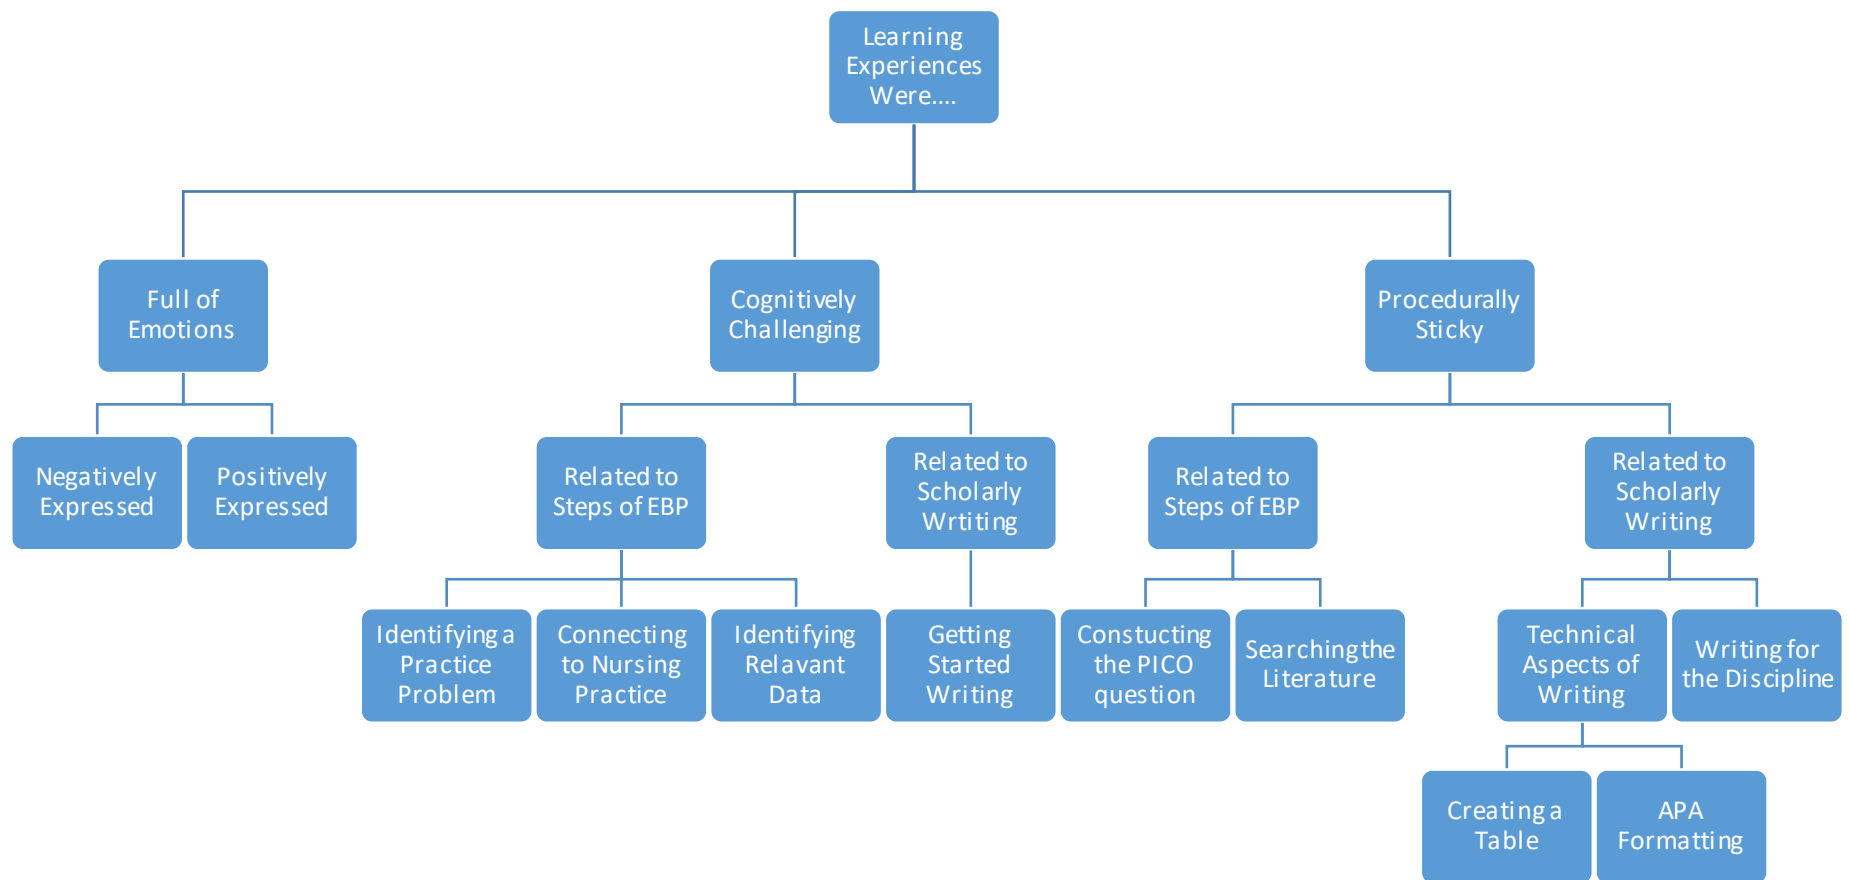 Learning
Experiences
Were....
Full of
Emotions
Cognitively
Challenging
Procedurally
Sticky
Negatively
Expressed
Positively
Expressed
Related to
Steps of EBP
Related to
Scholarly
Wrtiting
Related to
Steps of EBP
Related to
Scholarly
Writing
Identifying a
Practice
Problem
Connecting
to Nursing
Practice
Identifying
Relavant
Data
Getting
Started
Writing
Constucting
the PICO
question
Searching the
Literature
Technical
Aspects of
Writing
Writing for
the Discipline
Creating a
Table
APA
Formatting